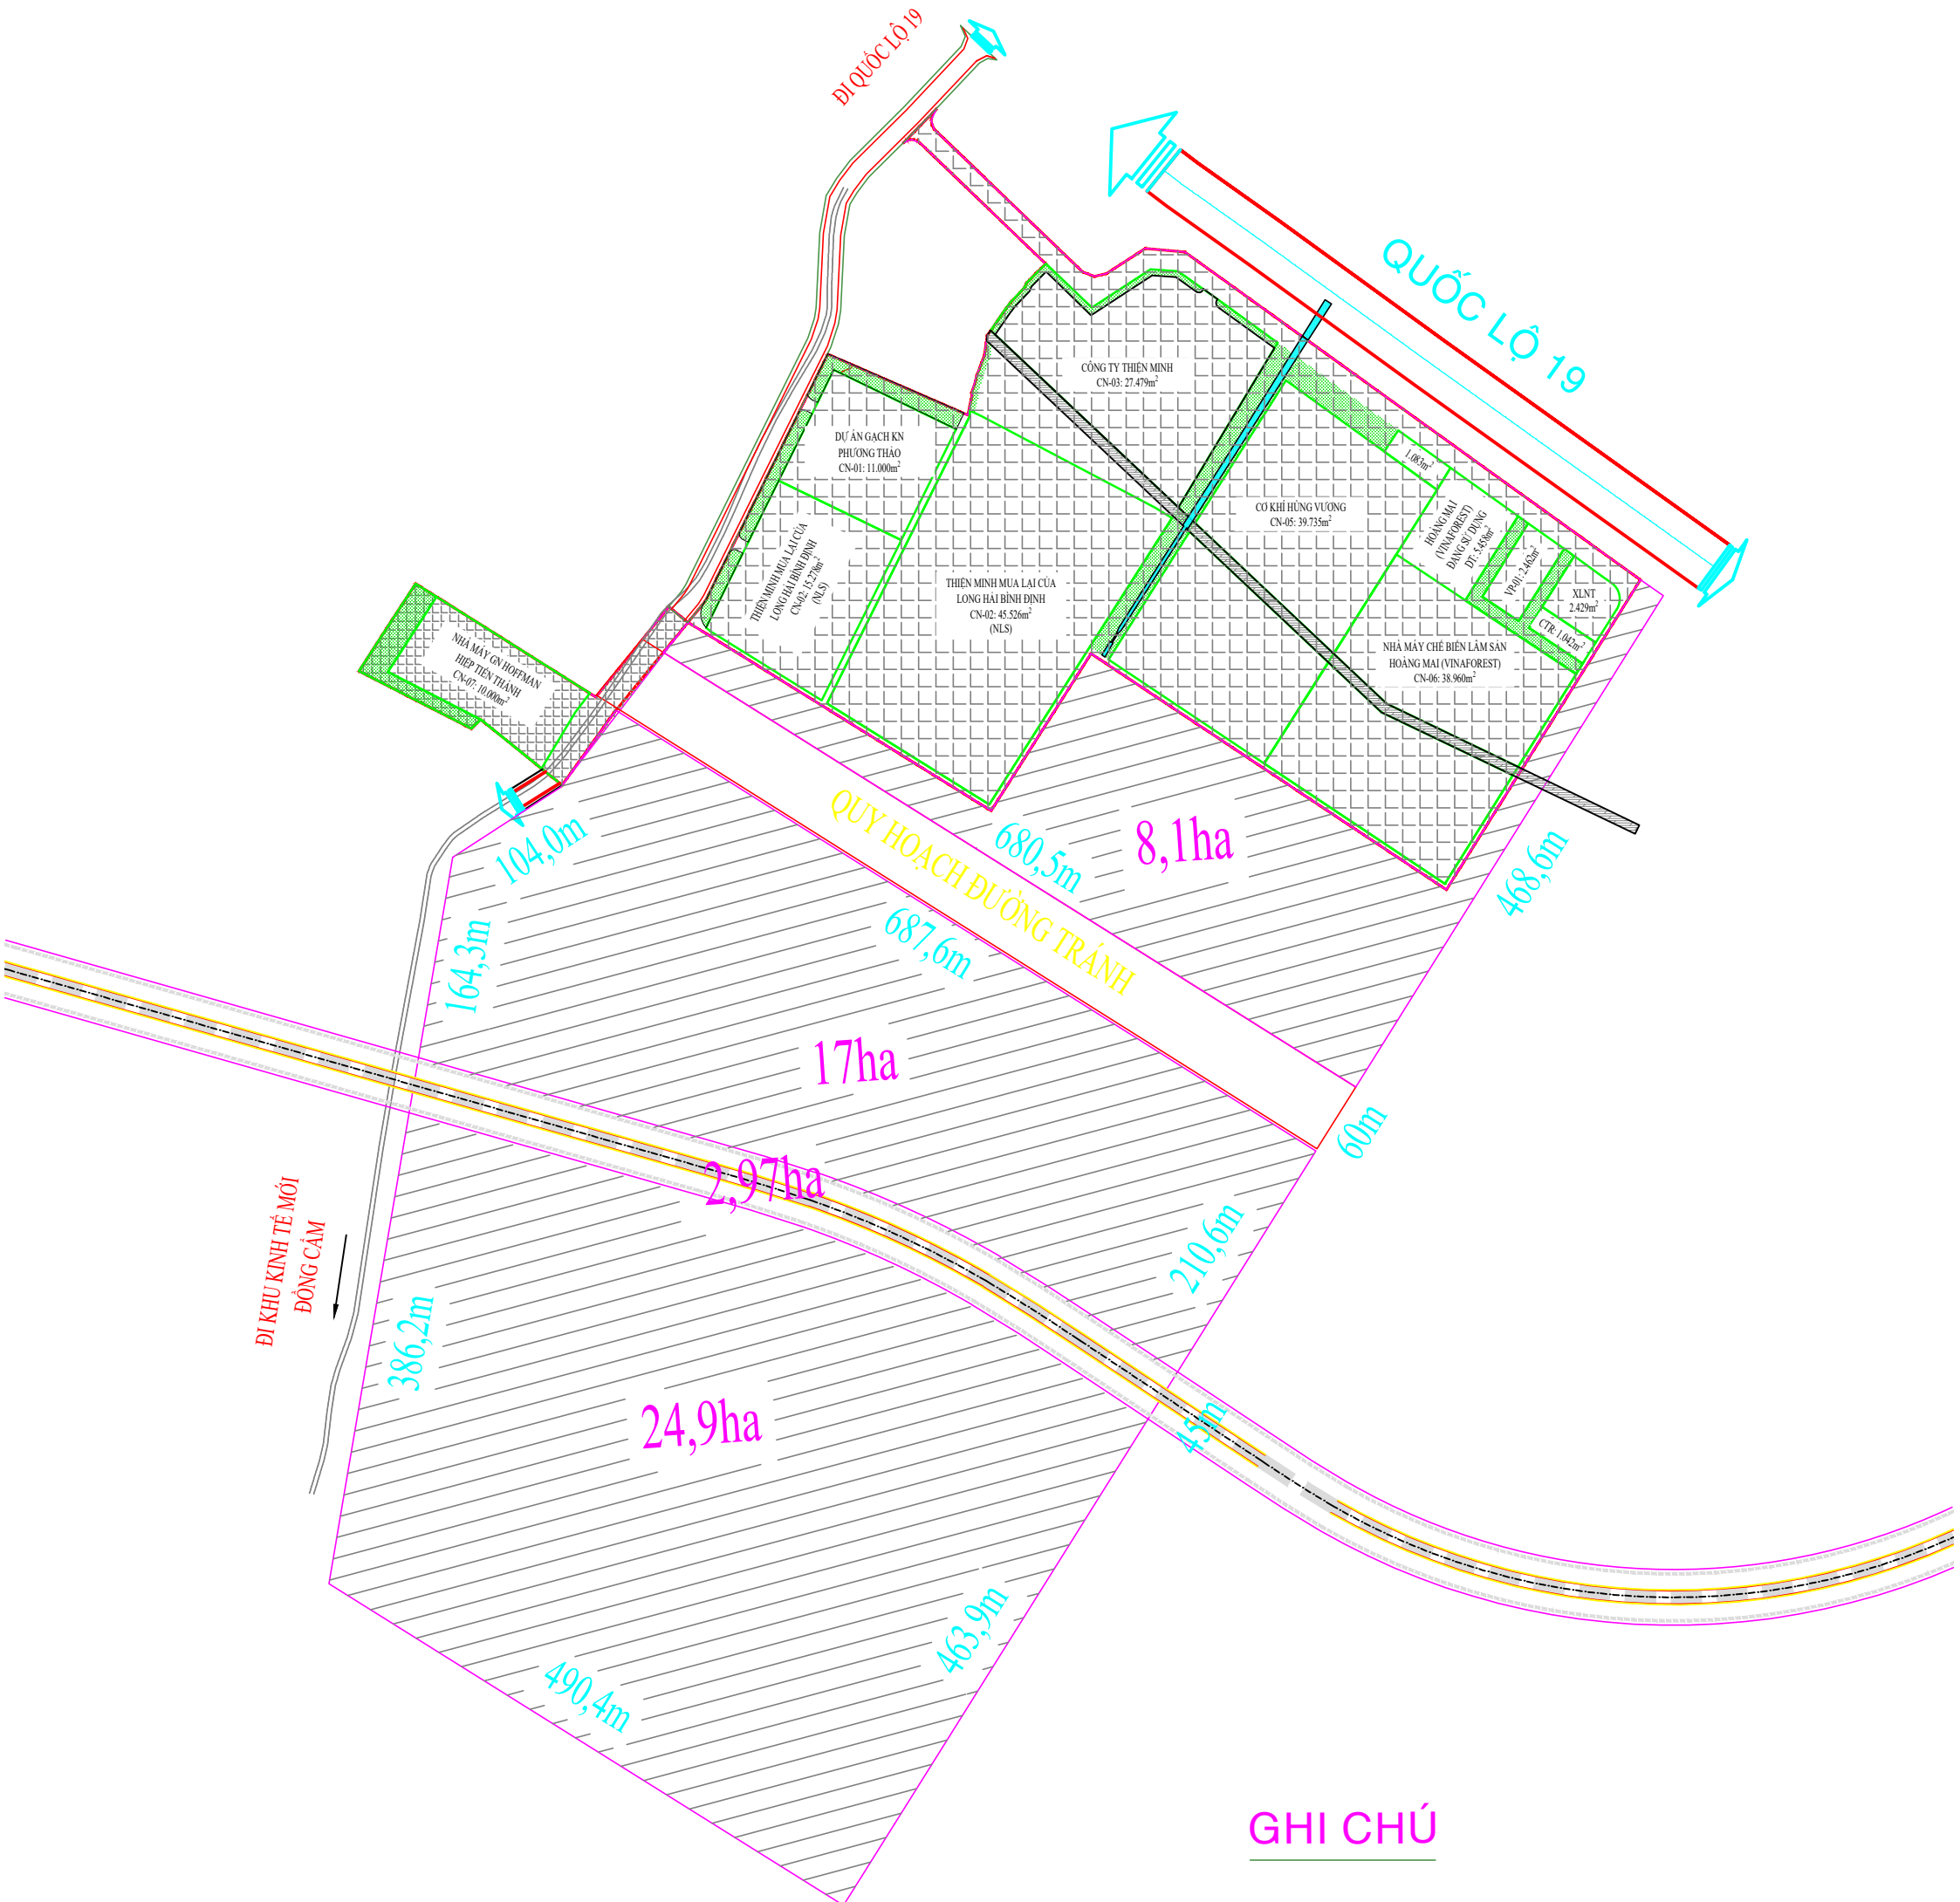 ĐI QUỐC LỘ 19
QUỐC LỘ 19
CÔNG TY THIỆN MINH
CN-03: 27.479m²
DỰ ÁN GẠCH KN
PHƯƠNG THẢO
CN-01: 11.000m²
1.083m²
CƠ KHÍ HÙNG VƯƠNG
CN-05: 39.735m²
HOÀNG MAI
(VINAFOREST)
ĐANG SỬ DỤNG
DT: 5.458m²
VP-01: 2.462m²
XLNT
2.429m²
CTR: 1.042m²
THIỆN MINH MUA LẠI CỦA
LONG HẢI BÌNH ĐỊNH
CN-02: 15.278m²
(NLS)
THIỆN MINH MUA LẠI CỦA
LONG HẢI BÌNH ĐỊNH
CN-02: 45.526m²
(NLS)
NHÀ MÁY CHẾ BIẾN LÂM SẢN
HOÀNG MAI (VINAFOREST)
CN-06: 38.960m²
NHÀ MÁY GN HOFFMAN
HIỆP TIẾN THÀNH
CN-07: 10.000m²
104,0m
QUY HOẠCH ĐƯỜNG TRÁNH
680,5m
8,1ha
468,6m
687,6m
164,3m
17ha
60m
2,97ha
210,6m
ĐI KHU KINH TẾ MỚI
ĐỒNG CẨM
386,2m
24,9ha
45m
463,9m
490,4m
GHI CHÚ